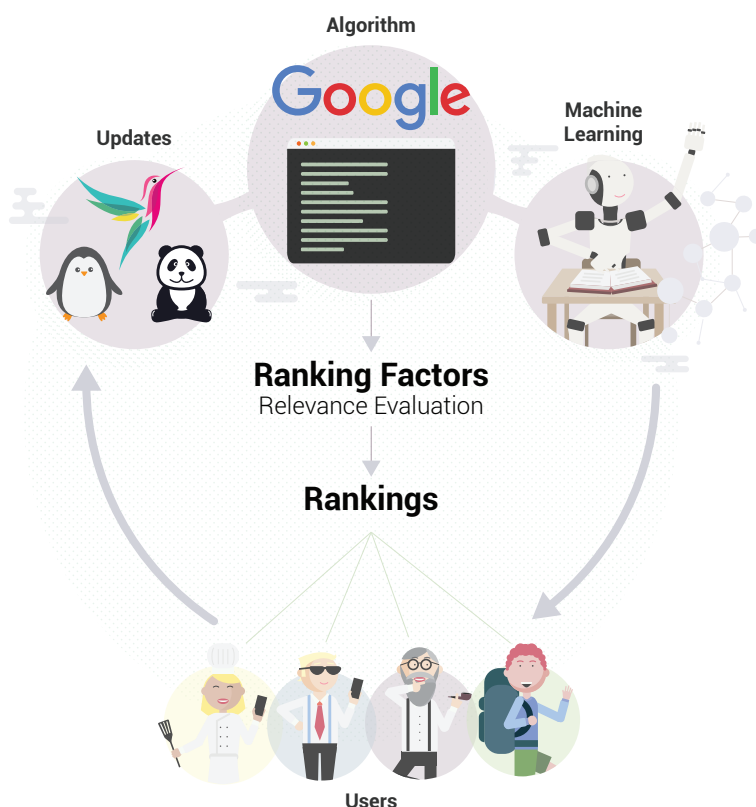 Algorithm
Google
Updates
Machine
Learning
Ranking Factors
Relevance Evaluation
Rankings
Users